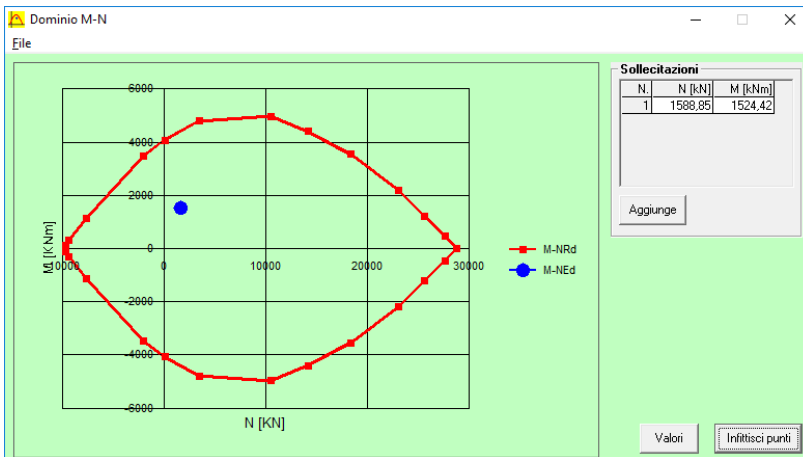 Dominio M-N
File
Sollecitazioni
N. N [kN] M [kNm]
1 1588,85 1524,42
Aggiunge
6000
4000
2000
0
-10000 0 10000 20000 30000
-2000
-4000
-6000
M [KNm]
N [KN]
M-NRd
M-NEd
Valori
Infittisci punti